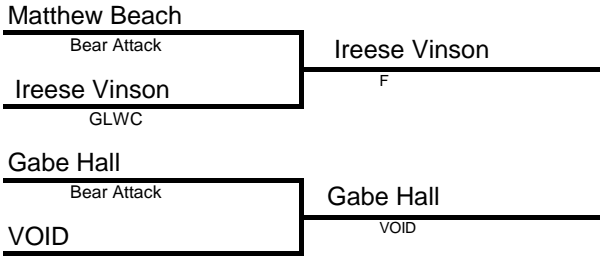 Matthew Beach
Bear Attack
Ireese Vinson
GLWC
Ireese Vinson
F
Gabe Hall
Bear Attack
VOID
Gabe Hall
VOID